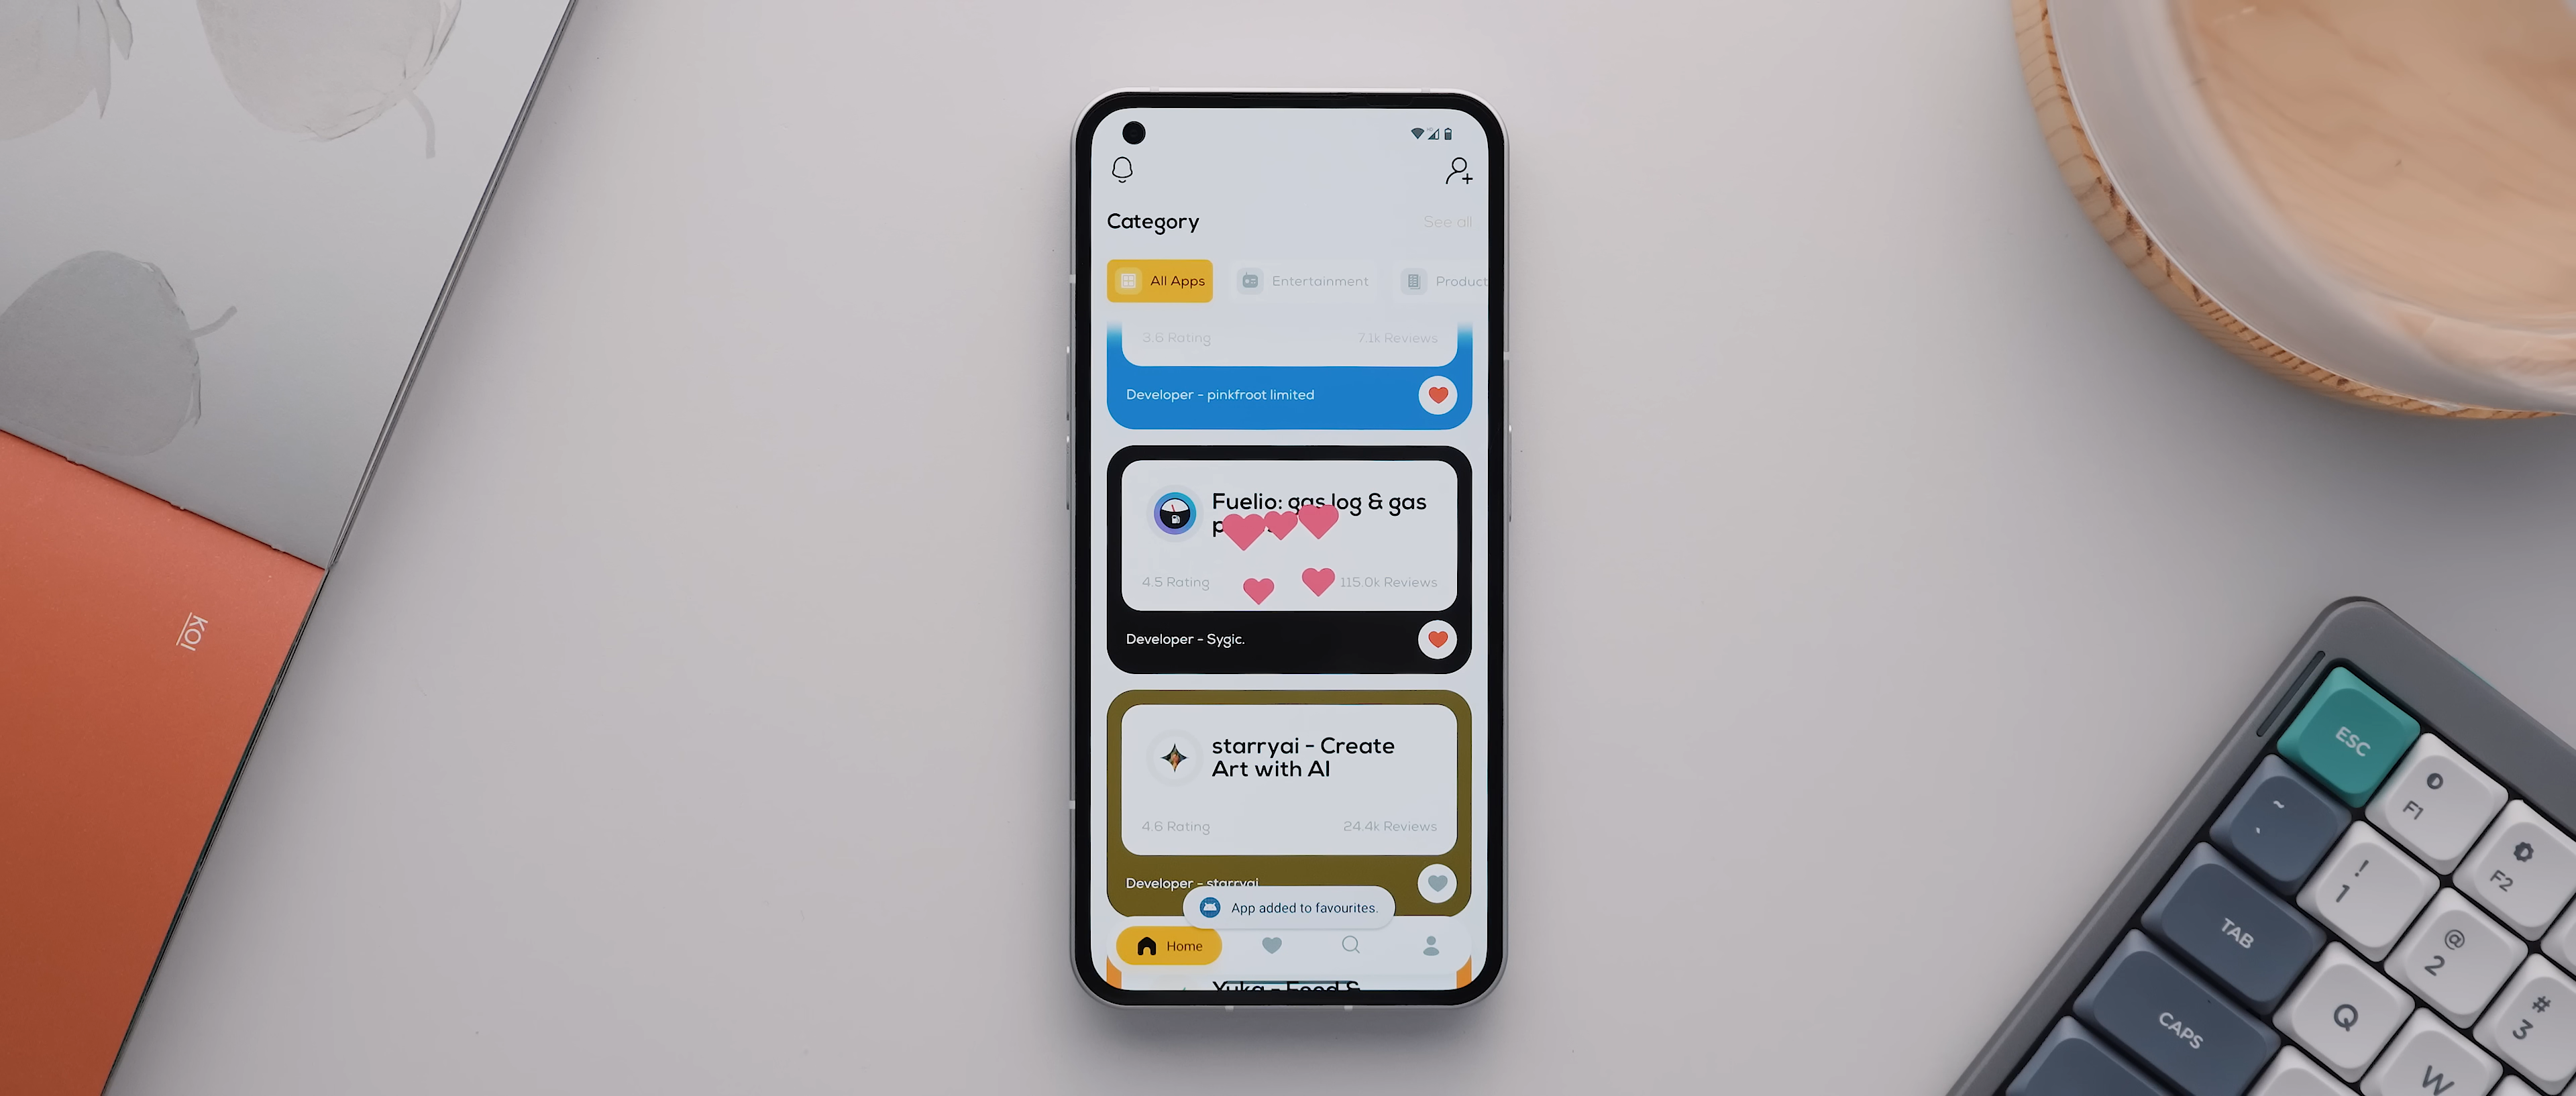 Category
See all
All Apps
Entertainment
Product
3.6 Rating
7.1k Reviews
Developer - pinkfroot limited
Fuelio: gas log & gas
4.5 Rating
115.0k Reviews
Developer - Sygic.
starryai - Create
Art with AI
4.6 Rating
24.4k Reviews
Developer - starryai
App added to favourites.
Home
Yuka - Food &
KOI
ESC
F1
F2
~
`
!
1
@
2
#
3
TAB
Q
W
CAPS